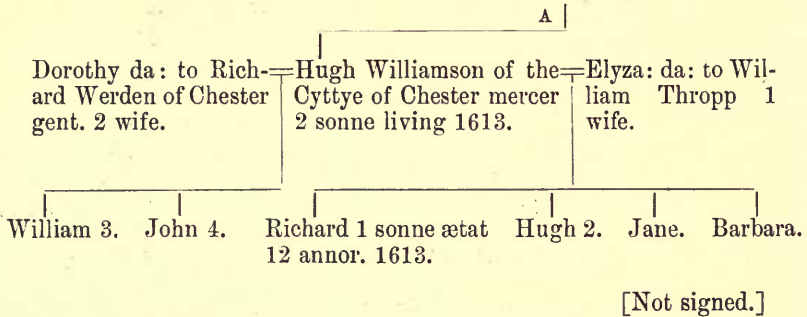 A
Dorothy da: to Rich-
ard Werden of Chester
gent. 2 wife.
Hugh Williamson of the
Cyttye of Chester mercer
2 sonne living 1613.
Elyza: da: to Wil-
liam Thropp 1
wife.
William 3. John 4. Richard 1 sonne ætat
12 annor. 1613.
Hugh 2. Jane. Barbara.
[Not signed.]